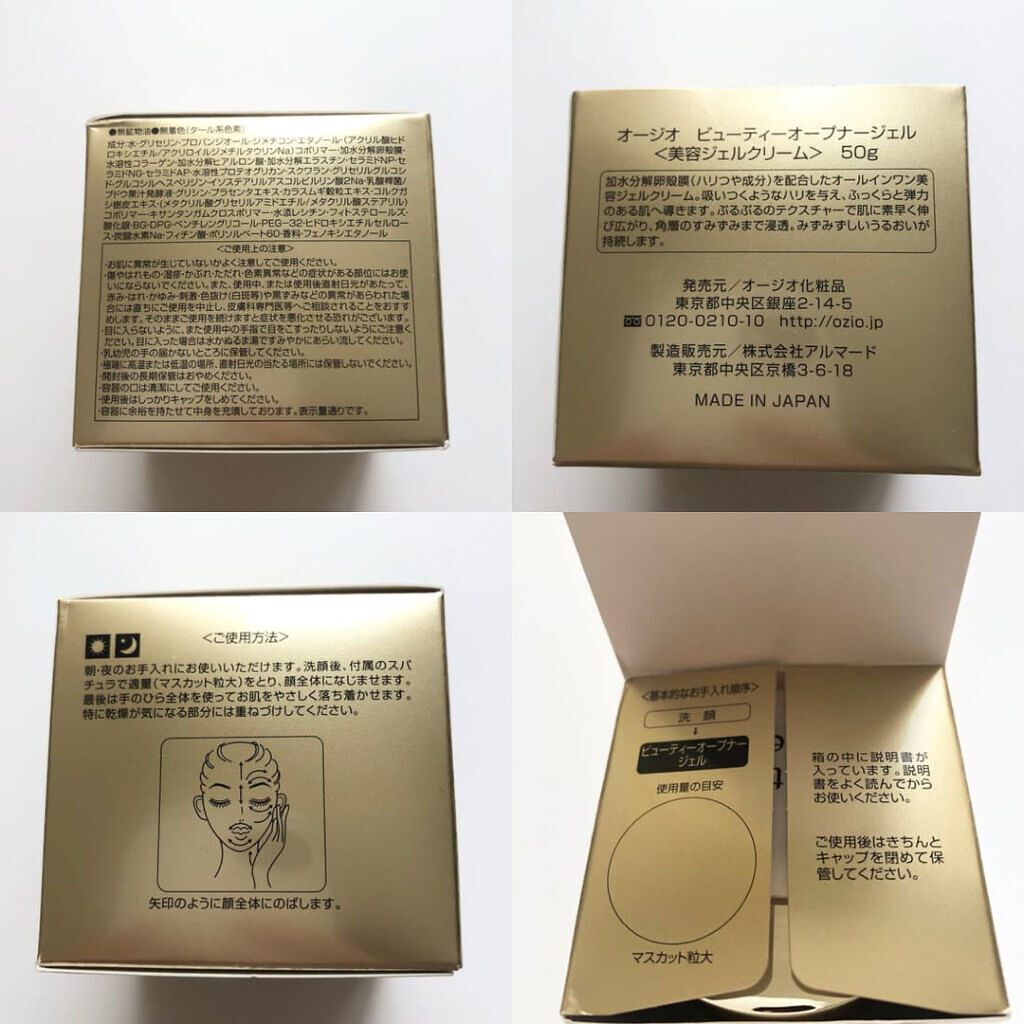 ●無鉱物油●無着色(タール系色素)
成分:水・グリセリン・プロパンジオール・ジメチコン・エタノール・(アクリル酸ヒド
ロキシエチル/アクリロイルジメチルタウリンNa)コポリマー・加水分解卵殻膜・
水溶性コラーゲン・加水分解ヒアルロン酸・加水分解エラスチン・セラミドNP・セ
ラミドNG・セラミドAP・水溶性プロテオグリカン・スクワラン・グリセリルグルコシ
ド・グルコシルヘスペリジン・イソステアリルアスコルビルリン酸2Na・乳酸桿菌/
ブドウ果汁発酵液・グリシン・プラセンタエキス・カラスムギ穀粒エキス・コルクガ
シ樹皮エキス・(メタクリル酸グリセリルアミドエチル/メタクリル酸ステアリル)
コポリマー・キサンタンガムクロスポリマー・水添レシチン・フィトステロールズ・
酸化銀・BG・DPG・ペンチレングリコール・PEG-32・ヒドロキシエチルセルロー
ス・炭酸水素Na・フィチン酸・ポリソルベート60・香料・フェノキシエタノール
<ご使用上の注意>
・お肌に異常が生じていないかよく注意してご使用ください。
・傷やはれもの・湿疹・かぶれ・ただれ・色素異常などの症状がある部位にはお使
いにならないでください。また、使用中、または使用後直射日光があたって、
赤み・はれ・かゆみ・刺激・色抜け(白斑等)や黒ずみなどの異常があらわれた場
合には直ちにご使用を中止し、皮膚科専門医等へご相談されることをおすす
めします。そのままご使用を続けますと症状を悪化させる恐れがございます。
・目に入らないように、また使用中の手指で目をこすったりしないようにご注意く
ださい。目に入った場合は水かぬるま湯ですみやかにあらい流してください。
・乳幼児の手の届かないところに保管してください。
・極端に高温または低温の場所、直射日光の当たる場所には保管しないでください。
・開封後の長期保管はおやめください。
・容器の口は清潔にしてご使用ください。
・使用後はしっかりキャップをしめてください。
・容器に余裕を持たせて中身を充填しております。表示量通りです。
オージオ ビューティーオープナージェル
<美容ジェルクリーム> 50g
加水分解卵殻膜(ハリつや成分)を配合したオールインワン美
容ジェルクリーム。吸いつくようなハリを与え、ふっくらと弾力
のある肌へ導きます。ぷるぷるのテクスチャーで肌に素早く伸
び広がり、角層のすみずみまで浸透。みずみずしいうるおいが
持続します。
発売元/オージオ化粧品
東京都中央区銀座2-14-5
0120-0210-10 http://ozio.jp
製造販売元/株式会社アルマード
東京都中央区京橋3-6-18
MADE IN JAPAN
<ご使用方法>
朝・夜のお手入れにお使いいただけます。洗顔後、付属のスパ
チュラで適量(マスカット粒大)をとり、顔全体になじませます。
最後は手のひら全体を使ってお肌をやさしく落ち着かせます。
特に乾燥が気になる部分には重ねづけしてください。
矢印のように顔全体にのばします。
<基本的なお手入れ順序>
洗 顔
↓
ビューティーオープナー
ジェル
使用量の目安
マスカット粒大
箱の中に説明書が
入っています。説明
書をよく読んでから
お使いください。
ご使用後はきちんと
キャップを閉めて保
管してください。